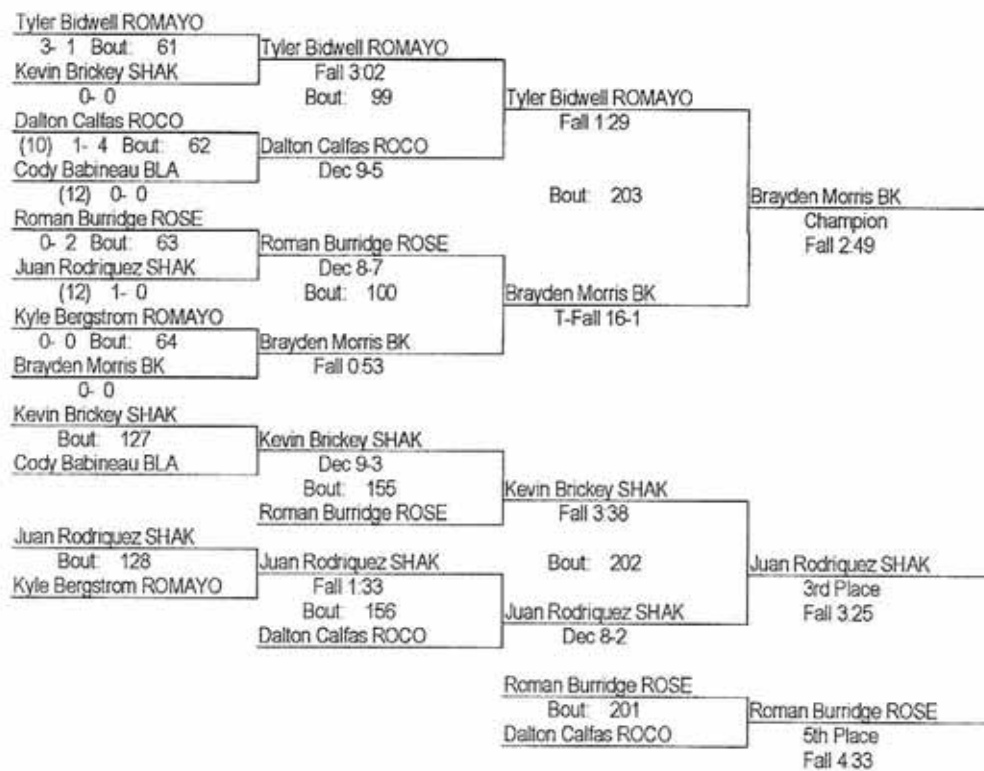 Tyler Bidwell ROMAYO
3- 1 Bout: 61
Kevin Brickey SHAK
0- 0
Dalton Calfas ROCO
(10) 1- 4 Bout: 62
Cody Babineau BLA
(12) 0- 0
Roman Burridge ROSE
0- 2 Bout: 63
Juan Rodriquez SHAK
(12) 1- 0
Kyle Bergstrom ROMAYO
0- 0 Bout: 64
Brayden Morris BK
0- 0
Tyler Bidwell ROMAYO
Fall 3:02
Bout: 99
Dalton Calfas ROCO
Dec 9-5
Roman Burridge ROSE
Dec 8-7
Bout: 100
Brayden Morris BK
Fall 0:53
Tyler Bidwell ROMAYO
Fall 1:29
Bout: 203
Brayden Morris BK
T-Fall 16-1
Brayden Morris BK
Champion
Fall 2:49
Kevin Brickey SHAK
Bout: 127
Cody Babineau BLA
Juan Rodriquez SHAK
Bout: 128
Kyle Bergstrom ROMAYO
Kevin Brickey SHAK
Dec 9-3
Bout: 155
Roman Burridge ROSE
Juan Rodriquez SHAK
Fall 1:33
Bout: 156
Dalton Calfas ROCO
Kevin Brickey SHAK
Fall 3:38
Bout: 202
Juan Rodriquez SHAK
Dec 8-2
Juan Rodriquez SHAK
3rd Place
Fall 3:25
Roman Burridge ROSE
Bout: 201
Dalton Calfas ROCO
Roman Burridge ROSE
5th Place
Fall 4:33